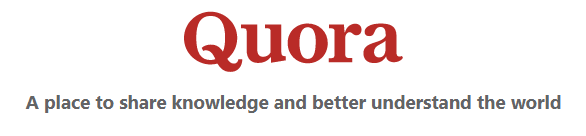 Quora
A place to share knowledge and better understand the world